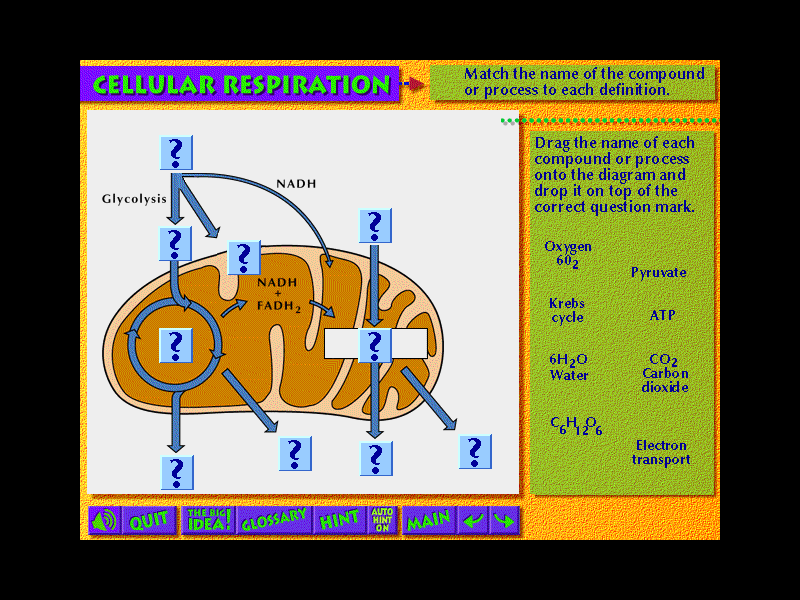 CELLULAR RESPIRATION
Match the name of the compound
or process to each definition.
Drag the name of each
compound or process
onto the diagram and
drop it on top of the
correct question mark.
?
NADH
Glycolysis
?
?
?
NADH
+
FADH2
?
?
?
?
?
?
Oxygen
6O2
Pyruvate
Krebs
cycle
ATP
6H2O
Water
CO2
Carbon
dioxide
C6H12O6
Electron
transport
QUIT
THE BIG
IDEA!
GLOSSARY
HINT
AUTO
HINT
ON
MAIN